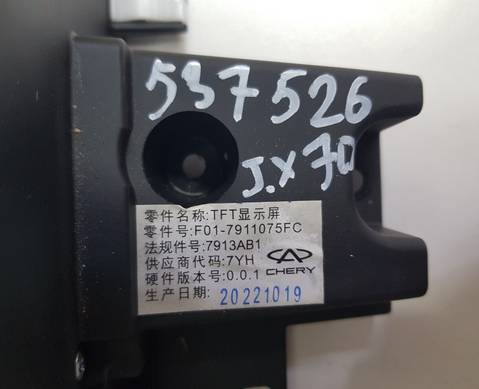 537526
J.X70
零件名称:TFT显示屏
零件号:F01-7911075FC
法规件号:7913AB1
供应商代码:7YH
硬件版本号:0.0.1
CHERY
生产日期: 20221019